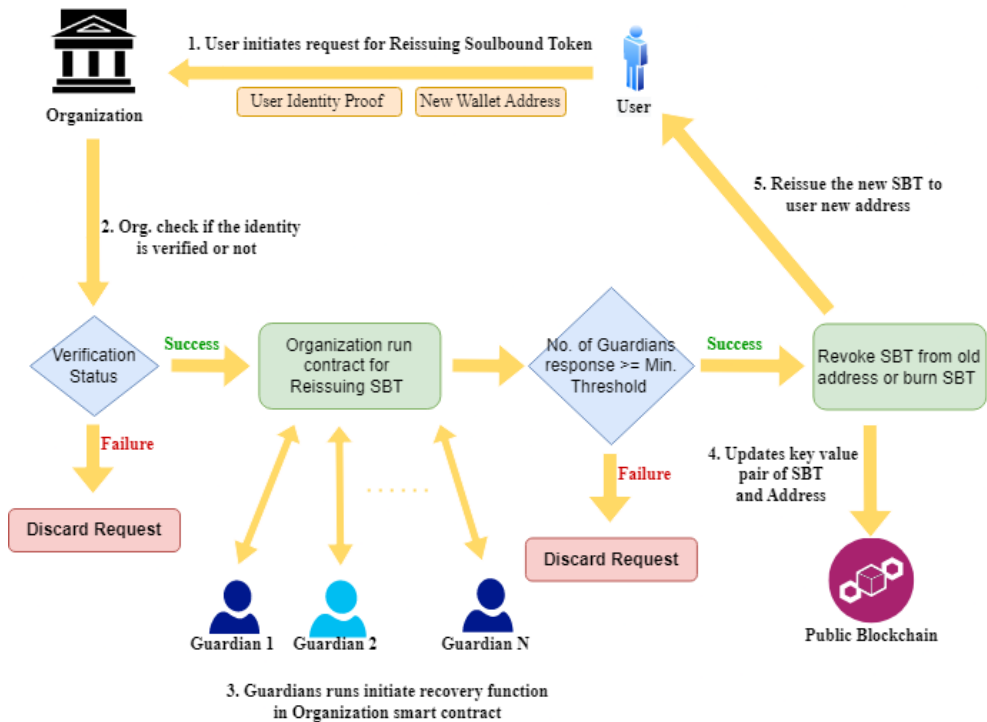 1. User initiates request for Reissuing Soulbound Token
User Identity Proof
New Wallet Address
Organization
User
5. Reissue the new SBT to
user new address
2. Org. check if the identity
is verified or not
Verification
Status
Success
Organization run
contract for
Reissuing SBT
No. of Guardians
response >= Min.
Threshold
Success
Revoke SBT from old
address or burn SBT
Failure
Discard Request
Failure
Discard Request
4. Updates key value
pair of SBT
and Address
Public Blockchain
Guardian 1
Guardian 2
Guardian N
3. Guardians runs initiate recovery function
in Organization smart contract